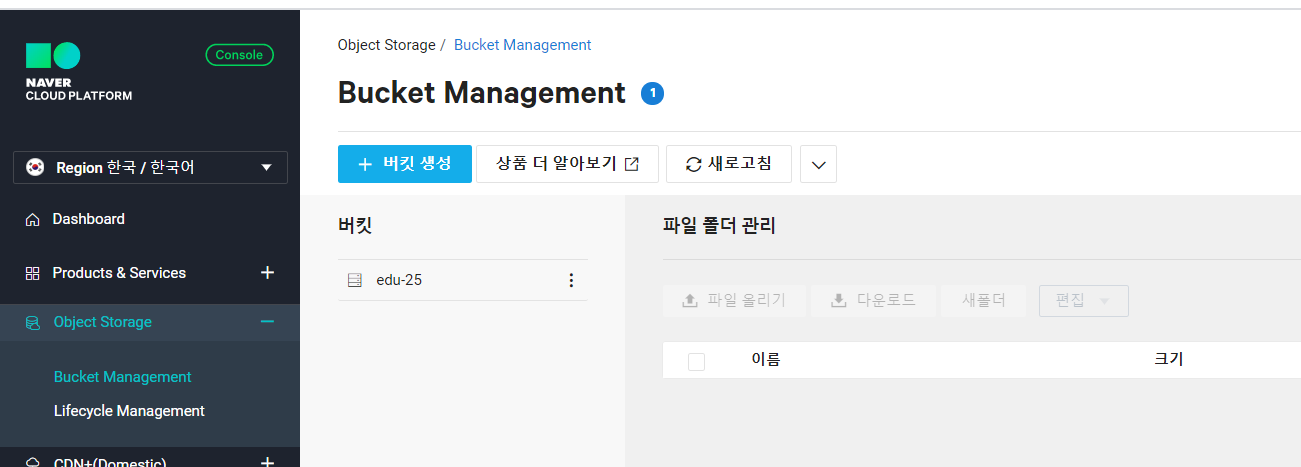 NAVER
CLOUD PLATFORM
Console
Region 한국 / 한국어
Dashboard
Products & Services
Object Storage
Bucket Management
Lifecycle Management
CDN+(Domestic)
Object Storage / Bucket Management
Bucket Management 1
+ 버킷 생성
상품 더 알아보기
새로고침
버킷
edu-25
파일 폴더 관리
파일 올리기
다운로드
새폴더
편집
이름 크기